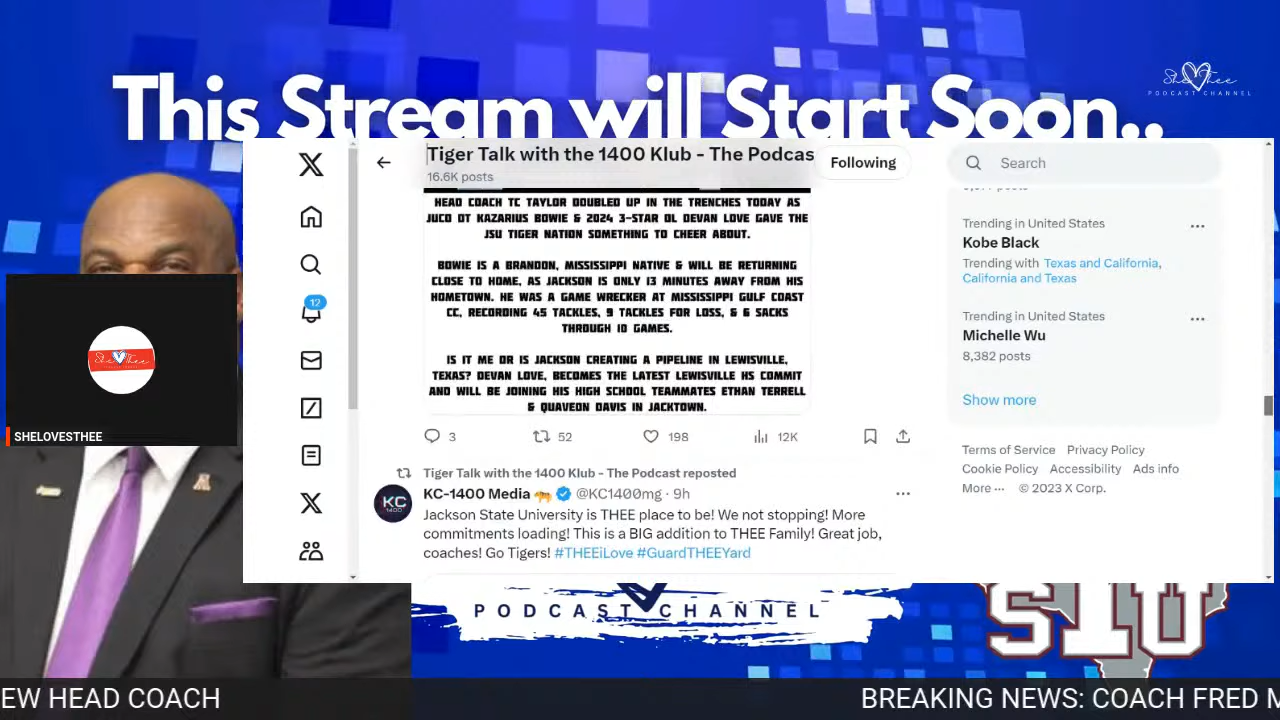 This Stream will Start Soon..
She Thee
PODCAST CHANNEL
Tiger Talk with the 1400 Klub - The Podcas
16.6K posts
Following
Search
HEAD COACH TC TAYLOR DOUBLED UP IN THE TRENCHES TODAY AS
JUCO DT KAZARIUS BOWIE & 2024 3-STAR OL DEVAN LOVE GAVE THE
JSU TIGER NATION SOMETHING TO CHEER ABOUT.
BOWIE IS A BRANDON, MISSISSIPPI NATIVE & WILL BE RETURNING
CLOSE TO HOME, AS JACKSON IS ONLY 13 MINUTES AWAY FROM HIS
HOMETOWN. HE WAS A GAME WRECKER AT MISSISSIPPI GULF COAST
CC, RECORDING 45 TACKLES, 9 TACKLES FOR LOSS, & 6 SACKS
THROUGH 10 GAMES.
IS IT ME OR IS JACKSON CREATING A PIPELINE IN LEWISVILLE,
TEXAS? DEVAN LOVE, BECOMES THE LATEST LEWISVILLE HS COMMIT
AND WILL BE JOINING HIS HIGH SCHOOL TEAMMATES ETHAN TERRELL
& QUAVEON DAVIS IN JACKTOWN.
3 52 198 12K
Tiger Talk with the 1400 Klub - The Podcast reposted
KC-1400 Media 🐅 @KC1400mg · 9h
KC
1400
Jackson State University is THEE place to be! We not stopping! More
commitments loading! This is a BIG addition to THEE Family! Great job,
coaches! Go Tigers! #THEEiLove #GuardTHEEYard
Trending in United States
Kobe Black
Trending with Texas and California,
California and Texas
Trending in United States
Michelle Wu
8,382 posts
Show more
Terms of Service Privacy Policy
Cookie Policy Accessibility Ads info
More ··· © 2023 X Corp.
12
She Thee
SHELOVESTHEE
PODCAST CHANNEL
EW HEAD COACH
BREAKING NEWS: COACH FRED M